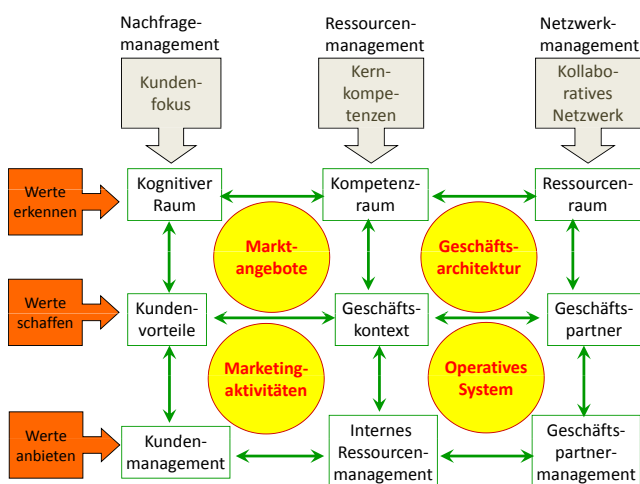 Nachfrage-
management
Ressourcen-
management
Netzwerk-
management
Kunden-
fokus
Kern-
kompe-
tenzen
Kollabo-
ratives
Netzwerk
Werte
erkennen
Kognitiver
Raum
Kompetenz-
raum
Ressourcen-
raum
Markt-
angebote
Geschäfts-
architektur
Werte
schaffen
Kunden-
vorteile
Geschäfts-
kontext
Geschäfts-
partner
Marketing-
aktivitäten
Operatives
System
Werte
anbieten
Kunden-
management
Internes
Ressourcen-
management
Geschäfts-
partner-
management